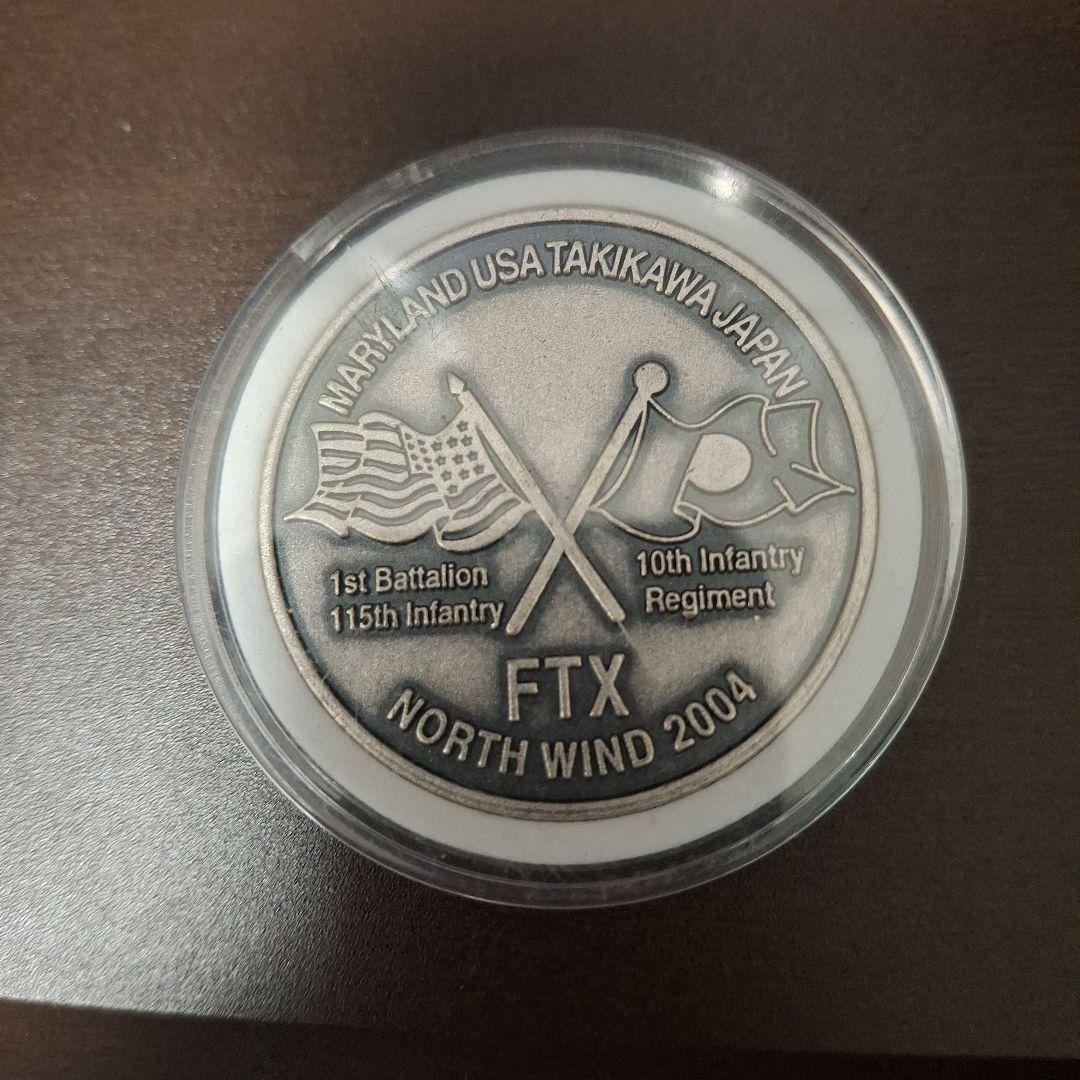 MARYLAND USA TAKIKAWA JAPAN
1st Battalion
115th Infantry
10th Infantry
Regiment
FTX
NORTH WIND 2004